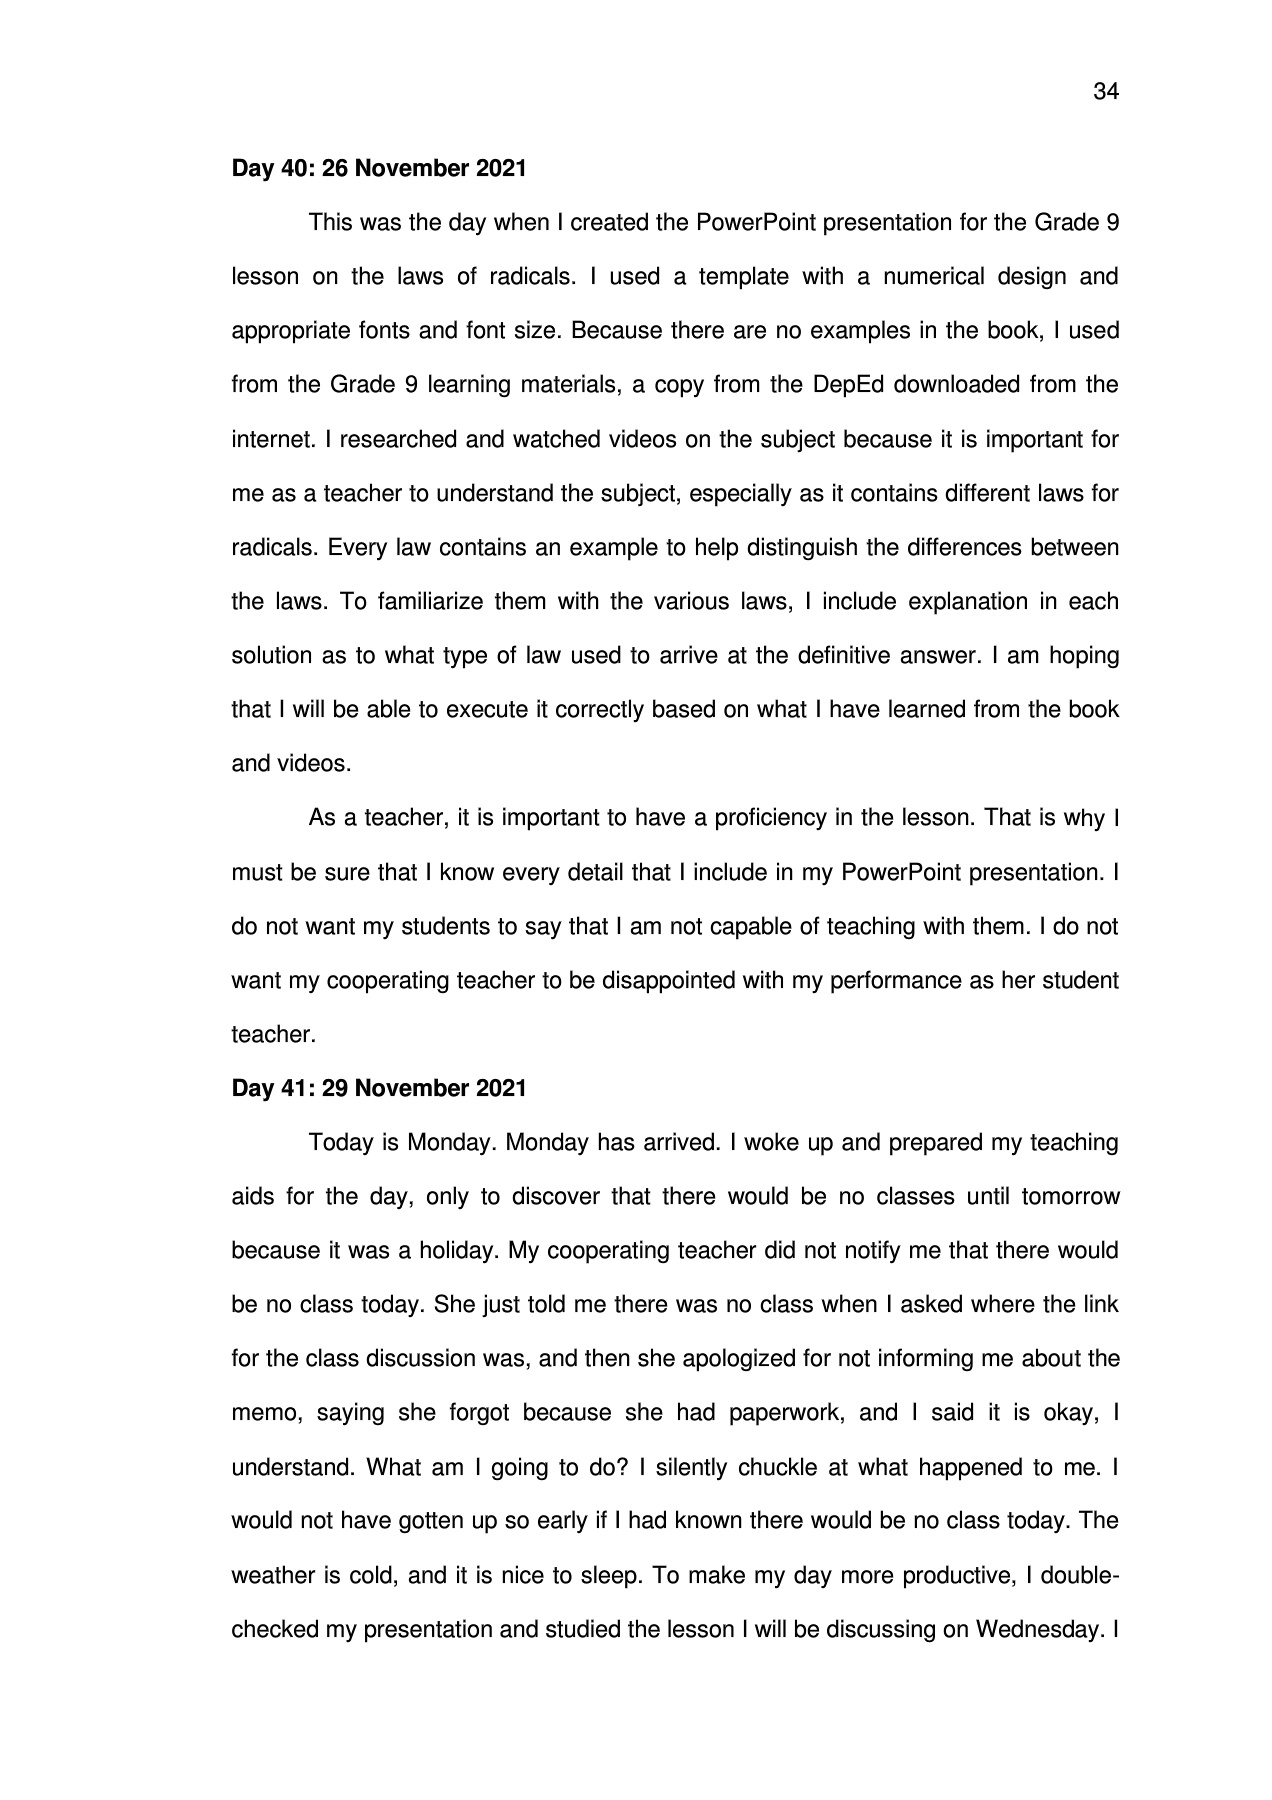 34
Day 40: 26 November 2021
This was the day when I created the PowerPoint presentation for the Grade 9
lesson on the laws of radicals. I used a template with a numerical design and
appropriate fonts and font size. Because there are no examples in the book, I used
from the Grade 9 learning materials, a copy from the DepEd downloaded from the
internet. I researched and watched videos on the subject because it is important for
me as a teacher to understand the subject, especially as it contains different laws for
radicals. Every law contains an example to help distinguish the differences between
the laws. To familiarize them with the various laws, I include explanation in each
solution as to what type of law used to arrive at the definitive answer. I am hoping
that I will be able to execute it correctly based on what I have learned from the book
and videos.
As a teacher, it is important to have a proficiency in the lesson. That is why I
must be sure that I know every detail that I include in my PowerPoint presentation. I
do not want my students to say that I am not capable of teaching with them. I do not
want my cooperating teacher to be disappointed with my performance as her student
teacher.
Day 41: 29 November 2021
Today is Monday. Monday has arrived. I woke up and prepared my teaching
aids for the day, only to discover that there would be no classes until tomorrow
because it was a holiday. My cooperating teacher did not notify me that there would
be no class today. She just told me there was no class when I asked where the link
for the class discussion was, and then she apologized for not informing me about the
memo, saying she forgot because she had paperwork, and I said it is okay, I
understand. What am I going to do? I silently chuckle at what happened to me. I
would not have gotten up so early if I had known there would be no class today. The
weather is cold, and it is nice to sleep. To make my day more productive, I double-
checked my presentation and studied the lesson I will be discussing on Wednesday. I